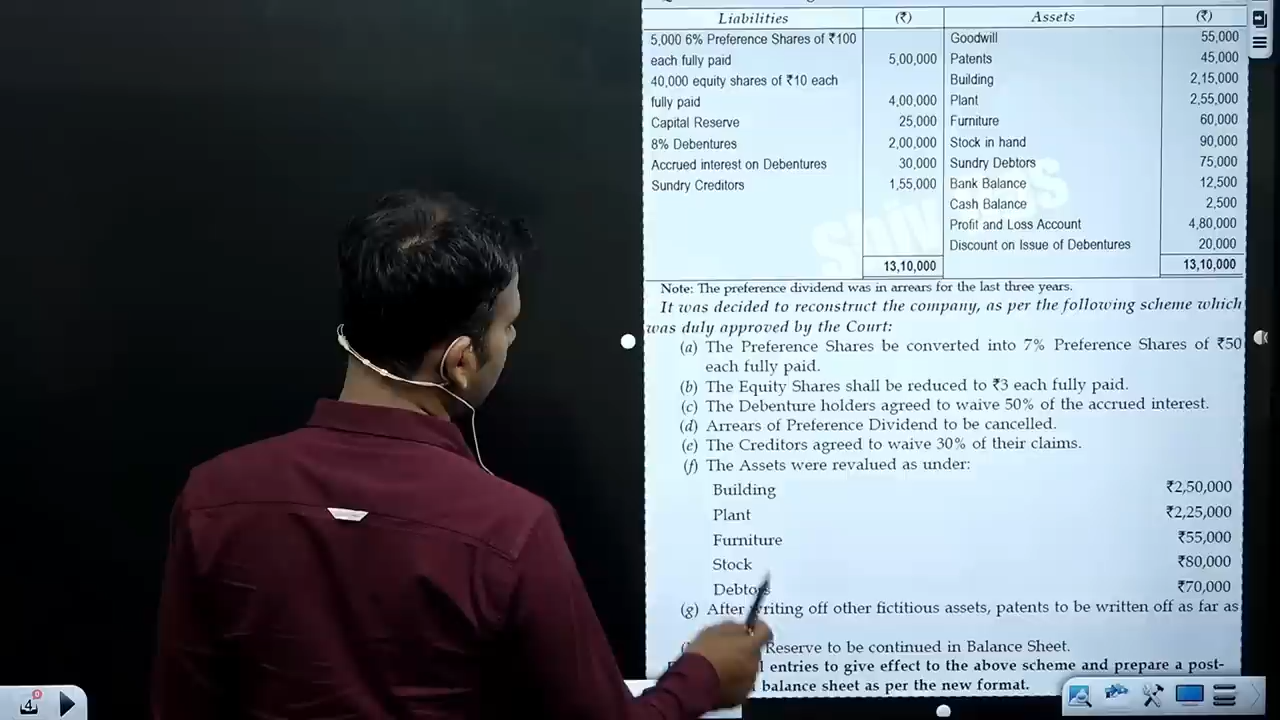 Liabilities (₹) Assets (₹)
5,000 6% Preference Shares of ₹100 Goodwill 55,000
each fully paid 5,00,000 Patents 45,000
40,000 equity shares of ₹10 each Building 2,15,000
fully paid 4,00,000 Plant 2,55,000
Capital Reserve 25,000 Furniture 60,000
8% Debentures 2,00,000 Stock in hand 90,000
Accrued interest on Debentures 30,000 Sundry Debtors 75,000
Sundry Creditors 1,55,000 Bank Balance 12,500
Cash Balance 2,500
Profit and Loss Account 4,80,000
Discount on Issue of Debentures 20,000
13,10,000 13,10,000
Note: The preference dividend was in arrears for the last three years.
It was decided to reconstruct the company, as per the following scheme which
was duly approved by the Court:
(a) The Preference Shares be converted into 7% Preference Shares of ₹50
each fully paid.
(b) The Equity Shares shall be reduced to ₹3 each fully paid.
(c) The Debenture holders agreed to waive 50% of the accrued interest.
(d) Arrears of Preference Dividend to be cancelled.
(e) The Creditors agreed to waive 30% of their claims.
(f) The Assets were revalued as under:
Building ₹2,50,000
Plant ₹2,25,000
Furniture ₹55,000
Stock ₹80,000
Debtors ₹70,000
(g) After writing off other fictitious assets, patents to be written off as far as
Reserve to be continued in Balance Sheet.
entries to give effect to the above scheme and prepare a post-
balance sheet as per the new format.
4